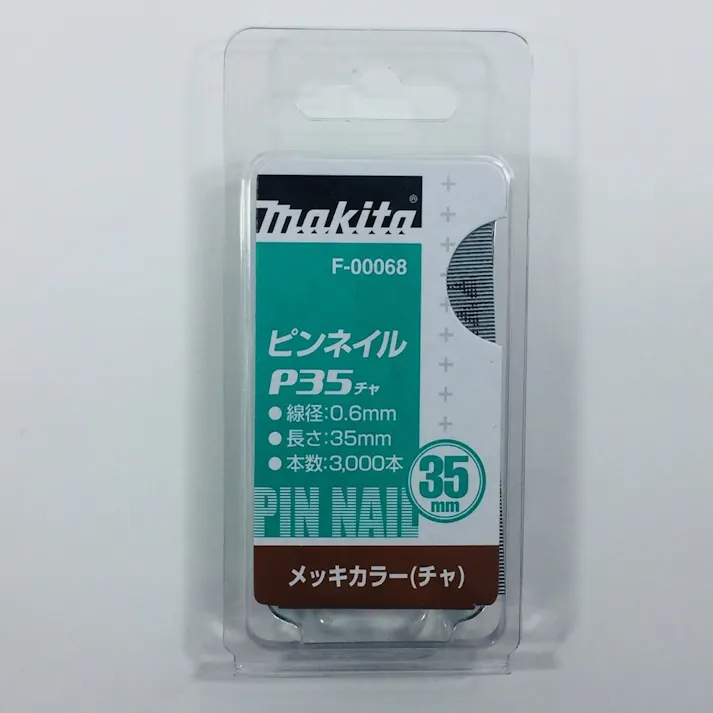 makita®
F-00068
ピンネイル
P35チャ
●線径:0.6mm
●長さ:35mm
●本数:3,000本
35
mm
PIN NAIL
メッキカラー(チャ)